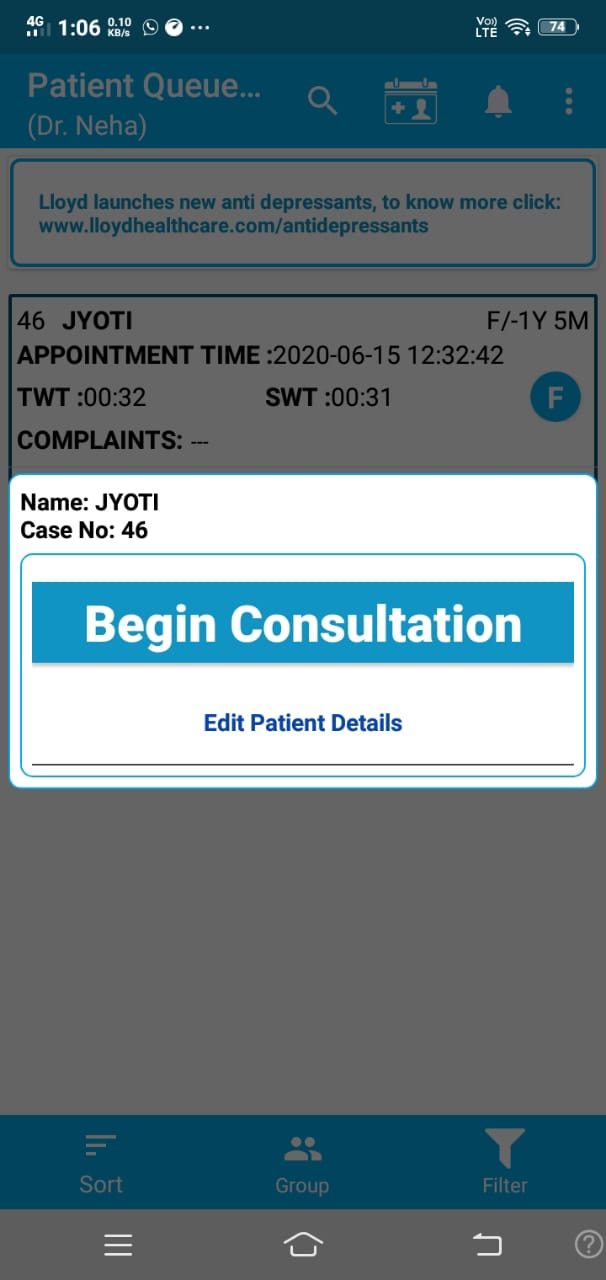 4G 1:06 0.10 KB/s ... VoD LTE 74
Patient Queue...
(Dr. Neha)
Lloyd launches new anti depressants, to know more click:
www.lloydhealthcare.com/antidepressants
46 JYOTI F/-1Y 5M
APPOINTMENT TIME :2020-06-15 12:32:42
TWT :00:32 SWT :00:31 F
COMPLAINTS: ---
Name: JYOTI
Case No: 46
Begin Consultation
Edit Patient Details
Sort Group Filter
?